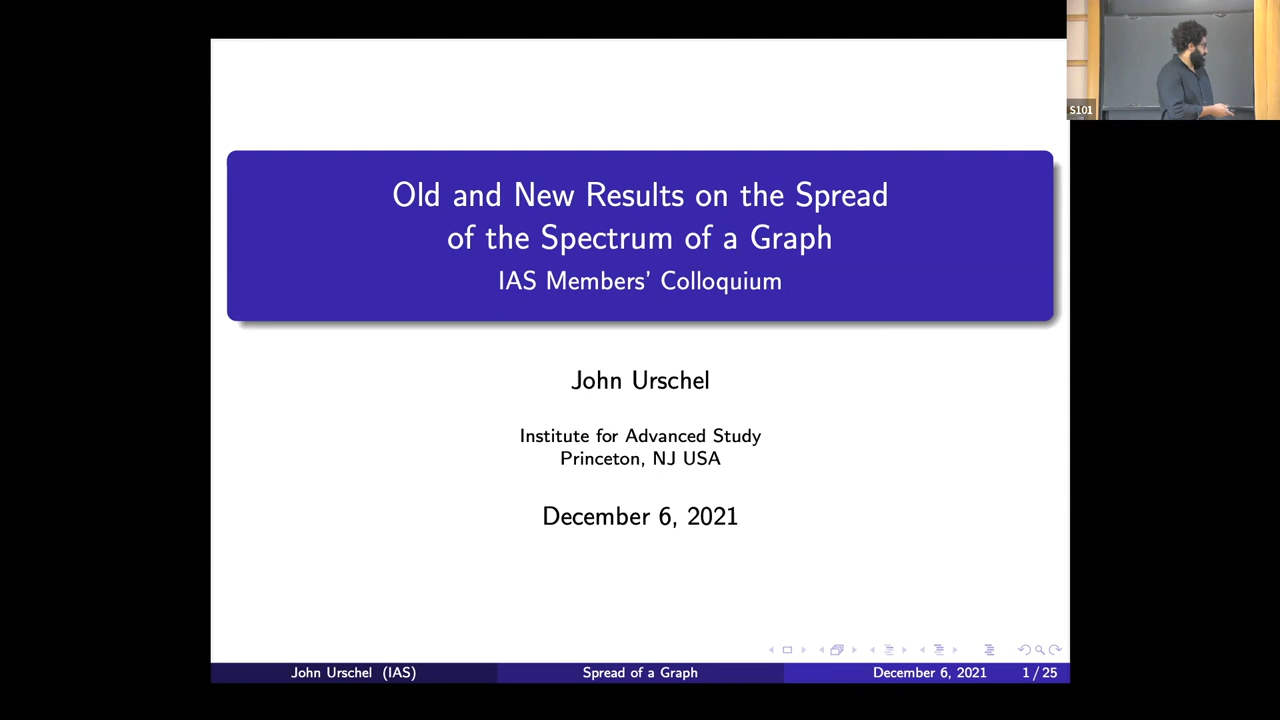 S101
Old and New Results on the Spread
of the Spectrum of a Graph
IAS Members' Colloquium
John Urschel
Institute for Advanced Study
Princeton, NJ USA
December 6, 2021
John Urschel (IAS)
Spread of a Graph
December 6, 2021
1 / 25